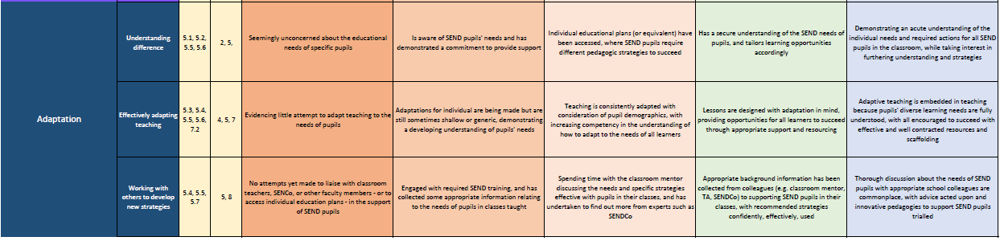 Adaptation
Understanding
difference
5.1, 5.2,
5.5, 5.6
2, 5,
Seemingly unconcerned about the educational
needs of specific pupils
Is aware of SEND pupils' needs and has
demonstrated a commitment to provide support
Individual educational plans (or equivalent) have
been accessed, where SEND pupils require
different pedagogic strategies to succeed
Has a secure understanding of the SEND needs of
pupils, and tailors learning opportunities
accordingly
Demonstrating an acute understanding of the
individual needs and required actions for all SEND
pupils in the classroom, while taking interest in
furthering understanding and strategies
Effectively adapting
teaching
5.3, 5.4,
5.5, 5.6,
7.2
4, 5, 7
Evidencing little attempt to adapt teaching to the
needs of pupils
Adaptations for individual are being made but are
still sometimes shallow or generic, demonstrating
a developing understanding of pupils' needs
Teaching is consistently adapted with
consideration of pupil demographics, with
increasing competency in the understanding of
how to adapt to the needs of all learners
Lessons are designed with adaptation in mind,
providing opportunities for all learners to succeed
through appropriate support and resourcing
Adaptive teaching is embedded in teaching
because pupils' diverse learning needs are fully
understood, with all encouraged to succeed with
effective and well contracted resources and
scaffolding
Working with
others to develop
new strategies
5.4, 5.5,
5.7
5, 8
No attempts yet made to liaise with classroom
teachers, SENCo, or other faculty members - or to
access individual education plans - in the support
of SEND pupils
Engaged with required SEND training, and has
collected some appropriate information relating
to the needs of pupils in classes taught
Spending time with the classroom mentor
discussing the needs and specific strategies
effective with pupils in their classes, and has
undertaken to find out more from experts such as
SENDCo
Appropriate background information has been
collected from colleagues (e.g. classroom mentor,
TA, SENDCo) to supporting SEND pupils in their
classes, with recommended strategies
confidently, effectively, used
Thorough discussion about the needs of SEND
pupils with appropriate school colleagues are
commonplace, with advice acted upon and
innovative pedagogies to support SEND pupils
trialled